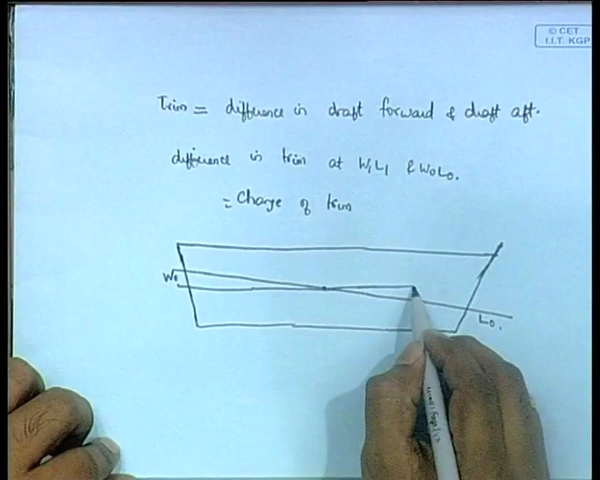 © CET
I.I.T. KGP
Trim = difference in draft forward & draft aft.
difference in trim at W₁L₁ & W₀L₀.
= Change of trim
W₀
L₀.